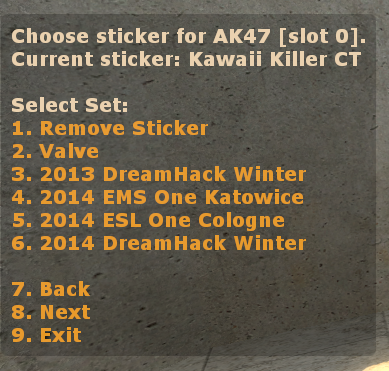 Choose sticker for AK47 [slot 0].
Current sticker: Kawaii Killer CT
Select Set:
1. Remove Sticker
2. Valve
3. 2013 DreamHack Winter
4. 2014 EMS One Katowice
5. 2014 ESL One Cologne
6. 2014 DreamHack Winter
7. Back
8. Next
9. Exit